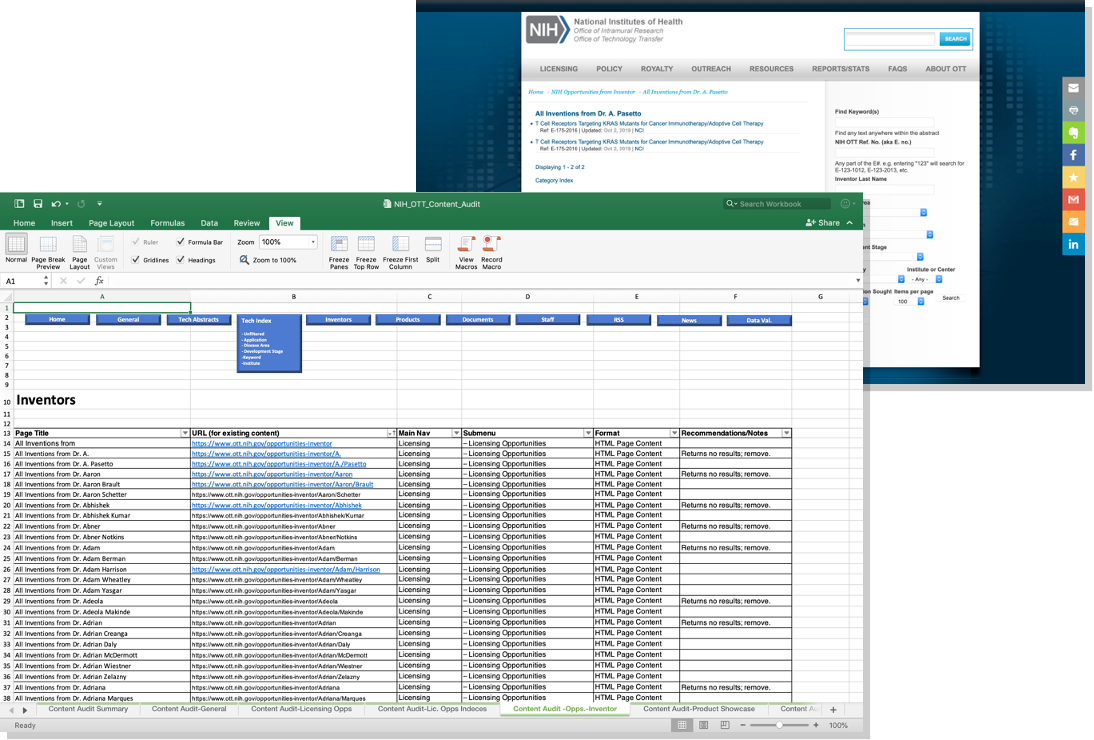 NIH
National Institutes of Health
Office of Intramural Research
Office of Technology Transfer
SEARCH
LICENSING POLICY ROYALTY OUTREACH RESOURCES REPORTS/STATS FAQS ABOUT OTT
Home » NIH Opportunities from Inventor » All Inventions from Dr. A. Pasetto
All Inventions from Dr. A. Pasetto
T Cell Receptors Targeting KRAS Mutants for Cancer Immunotherapy/Adoptive Cell Therapy
Ref: E-175-2016 | Updated: Oct 2, 2019 | NCI
T Cell Receptors Targeting KRAS Mutants for Cancer Immunotherapy/Adoptive Cell Therapy
Ref: E-175-2016 | Updated: Oct 2, 2019 | NCI
Displaying 1 - 2 of 2
Category Index
Find Keyword(s)
Find any text anywhere within the abstract
NIH OTT Ref. No. (aka E. no.)
Any part of the E#. e.g. entering "123" will search for
E-123-1012, E-123-2013, etc.
Inventor Last Name
nt Stage
Institute or Center
- Any -
on Sought Items per page
100 Search
in
NIH_OTT_Content_Audit
Search Workbook
Home Insert Page Layout Formulas Data Review View
Share
Normal Page Break Preview Page Layout Custom Views
Ruler Formula Bar
Gridlines Headings
Zoom 100%
Zoom to 100%
Freeze Panes Freeze Top Row Freeze First Column Split View Macros Record Macro
A1 fx
A B C D E F G
1
2 Home General Tech Abstracts Tech Index Inventors Products Documents Staff RSS News Data Val.
3
4 -Unfiltered
-Application
5 -Disease Area
6 -Development Stage
-Keyword
7 -Institute
8
9
10 Inventors
11
12
13 Page Title URL (for existing content) Main Nav Submenu Format Recommendations/Notes
14 All Inventions from https://www.ott.nih.gov/opportunities-inventor Licensing – Licensing Opportunities HTML Page Content
15 All Inventions from Dr. A. https://www.ott.nih.gov/opportunities-inventor/A. Licensing – Licensing Opportunities HTML Page Content Returns no results; remove.
16 All Inventions from Dr. A. Pasetto https://www.ott.nih.gov/opportunities-inventor/A./Pasetto Licensing – Licensing Opportunities HTML Page Content
17 All Inventions from Dr. Aaron https://www.ott.nih.gov/opportunities-inventor/Aaron Licensing – Licensing Opportunities HTML Page Content Returns no results; remove.
18 All Inventions from Dr. Aaron Brault https://www.ott.nih.gov/opportunities-inventor/Aaron/Brault Licensing – Licensing Opportunities HTML Page Content
19 All Inventions from Dr. Aaron Schetter https://www.ott.nih.gov/opportunities-inventor/Aaron/Schetter Licensing – Licensing Opportunities HTML Page Content
20 All Inventions from Dr. Abhishek https://www.ott.nih.gov/opportunities-inventor/Abhishek Licensing – Licensing Opportunities HTML Page Content Returns no results; remove.
21 All Inventions from Dr. Abhishek Kumar https://www.ott.nih.gov/opportunities-inventor/Abhishek/Kumar Licensing – Licensing Opportunities HTML Page Content
22 All Inventions from Dr. Abner https://www.ott.nih.gov/opportunities-inventor/Abner Licensing – Licensing Opportunities HTML Page Content Returns no results; remove.
23 All Inventions from Dr. Abner Notkins https://www.ott.nih.gov/opportunities-inventor/Abner/Notkins Licensing – Licensing Opportunities HTML Page Content
24 All Inventions from Dr. Adam https://www.ott.nih.gov/opportunities-inventor/Adam Licensing – Licensing Opportunities HTML Page Content Returns no results; remove.
25 All Inventions from Dr. Adam Berman https://www.ott.nih.gov/opportunities-inventor/Adam/Berman Licensing – Licensing Opportunities HTML Page Content
26 All Inventions from Dr. Adam Harrison https://www.ott.nih.gov/opportunities-inventor/Adam/Harrison Licensing – Licensing Opportunities HTML Page Content
27 All Inventions from Dr. Adam Wheatley https://www.ott.nih.gov/opportunities-inventor/Adam/Wheatley Licensing – Licensing Opportunities HTML Page Content
28 All Inventions from Dr. Adam Yasgar https://www.ott.nih.gov/opportunities-inventor/Adam/Yasgar Licensing – Licensing Opportunities HTML Page Content
29 All Inventions from Dr. Adeola https://www.ott.nih.gov/opportunities-inventor/Adeola Licensing – Licensing Opportunities HTML Page Content Returns no results; remove.
30 All Inventions from Dr. Adeola Makinde https://www.ott.nih.gov/opportunities-inventor/Adeola/Makinde Licensing – Licensing Opportunities HTML Page Content
31 All Inventions from Dr. Adrian https://www.ott.nih.gov/opportunities-inventor/Adrian Licensing – Licensing Opportunities HTML Page Content Returns no results; remove.
32 All Inventions from Dr. Adrian Creanga https://www.ott.nih.gov/opportunities-inventor/Adrian/Creanga Licensing – Licensing Opportunities HTML Page Content
33 All Inventions from Dr. Adrian Daly https://www.ott.nih.gov/opportunities-inventor/Adrian/Daly Licensing – Licensing Opportunities HTML Page Content
34 All Inventions from Dr. Adrian McDermott https://www.ott.nih.gov/opportunities-inventor/Adrian/McDermott Licensing – Licensing Opportunities HTML Page Content
35 All Inventions from Dr. Adrian Wiestner https://www.ott.nih.gov/opportunities-inventor/Adrian/Wiestner Licensing – Licensing Opportunities HTML Page Content
36 All Inventions from Dr. Adrian Zelazny https://www.ott.nih.gov/opportunities-inventor/Adrian/Zelazny Licensing – Licensing Opportunities HTML Page Content
37 All Inventions from Dr. Adriana https://www.ott.nih.gov/opportunities-inventor/Adriana Licensing – Licensing Opportunities HTML Page Content Returns no results; remove.
38 All Inventions from Dr. Adriana Marques https://www.ott.nih.gov/opportunities-inventor/Adriana/Marques Licensing – Licensing Opportunities HTML Page Content
Content Audit Summary Content Audit-General Content Audit-Licensing Opps Content Audit-Lic. Opps Indeces Content Audit -Opps.-Inventor Content Audit-Product Showcase Content Au
Ready 100%